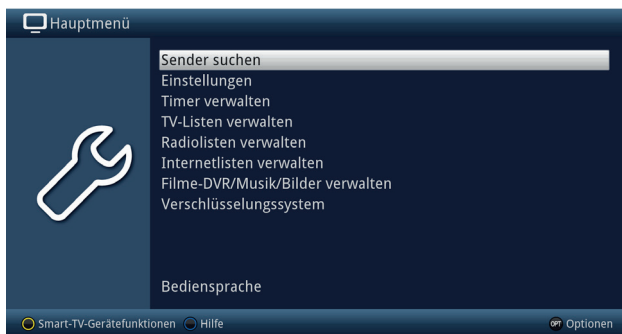 Hauptmenü
Sender suchen
Einstellungen
Timer verwalten
TV-Listen verwalten
Radiolisten verwalten
Internetlisten verwalten
Filme-DVR/Musik/Bilder verwalten
Verschlüsselungssystem
Bediensprache
Smart-TV-Gerätefunktionen Hilfe OPT Optionen